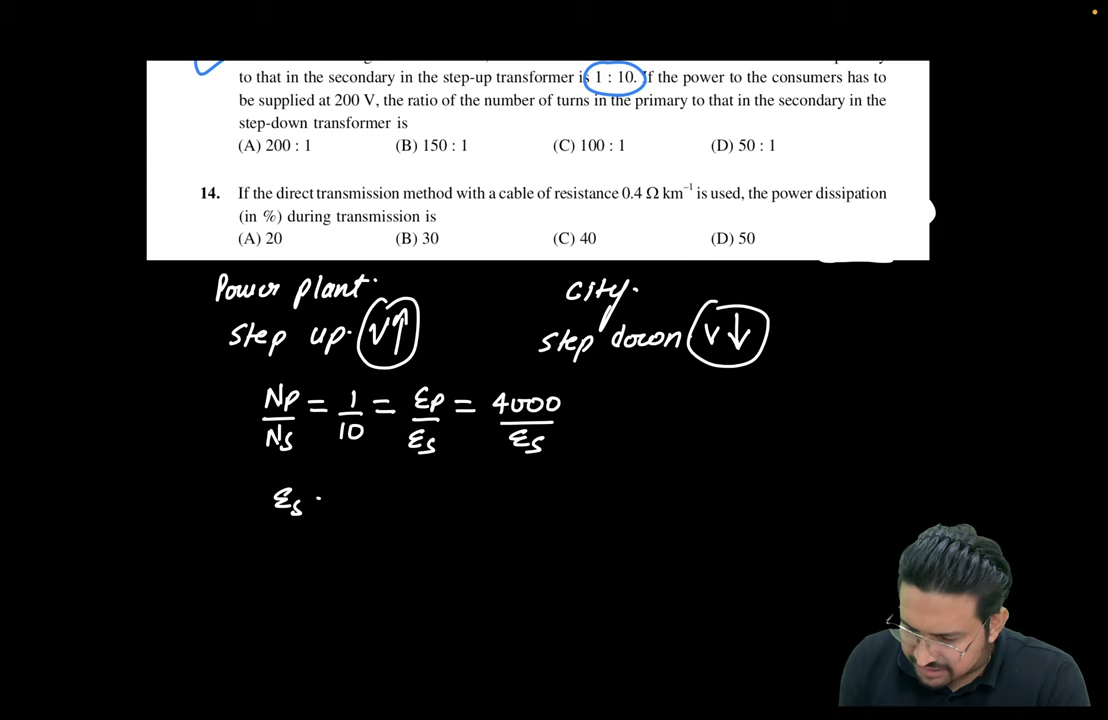 to that in the secondary in the step-up transformer is 1 : 10. If the power to the consumers has to
be supplied at 200 V, the ratio of the number of turns in the primary to that in the secondary in the
step-down transformer is
(A) 200 : 1 (B) 150 : 1 (C) 100 : 1 (D) 50 : 1
14. If the direct transmission method with a cable of resistance 0.4 Ω km⁻¹ is used, the power dissipation
(in %) during transmission is
(A) 20 (B) 30 (C) 40 (D) 50
Power plant. City.
step up. V↑ step down V↓
Np/Ns = 1/10 = εp/εs = 4000/εs
εs